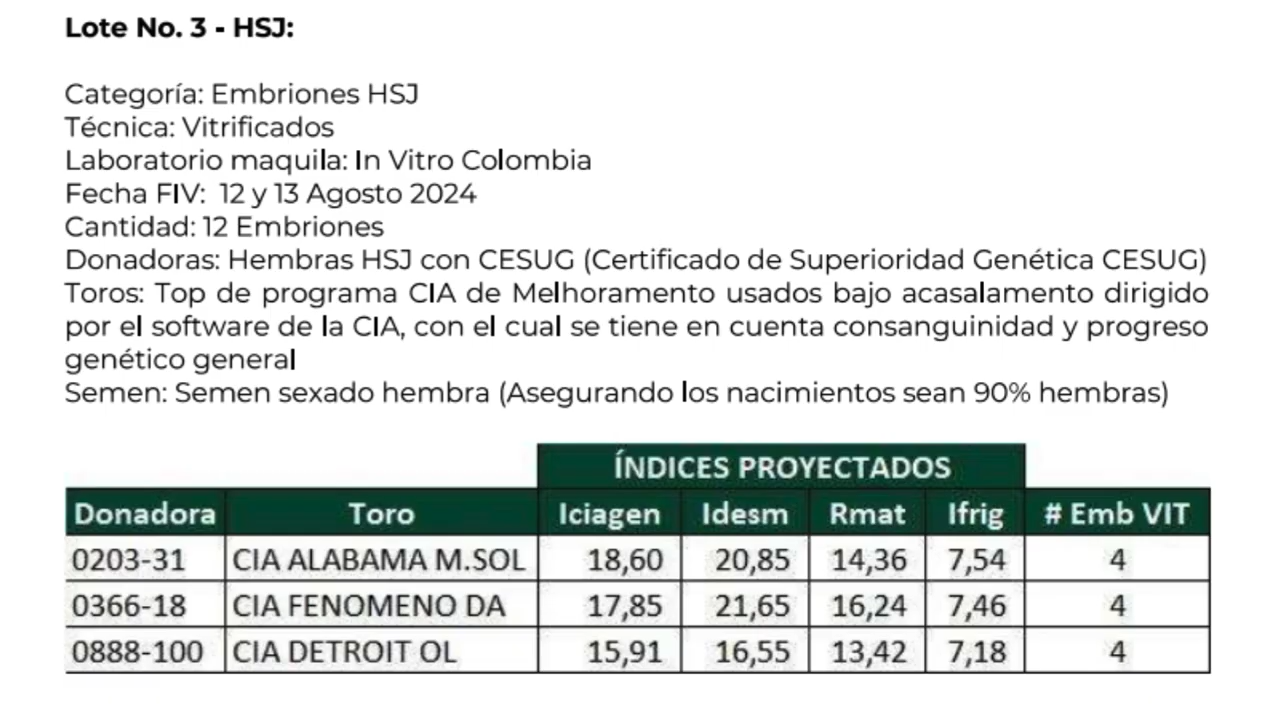 Lote No. 3 - HSJ:
Categoría: Embriones HSJ
Técnica: Vitrificados
Laboratorio maquila: In Vitro Colombia
Fecha FIV: 12 y 13 Agosto 2024
Cantidad: 12 Embriones
Donadoras: Hembras HSJ con CESUG (Certificado de Superioridad Genética CESUG)
Toros: Top de programa CIA de Melhoramento usados bajo acasalamento dirigido
por el software de la CIA, con el cual se tiene en cuenta consanguinidad y progreso
genético general
Semen: Semen sexado hembra (Asegurando los nacimientos sean 90% hembras)
ÍNDICES PROYECTADOS
Donadora Toro Iciagen Idesm Rmat Ifrig # Emb VIT
0203-31 CIA ALABAMA M.SOL 18,60 20,85 14,36 7,54 4
0366-18 CIA FENOMENO DA 17,85 21,65 16,24 7,46 4
0888-100 CIA DETROIT OL 15,91 16,55 13,42 7,18 4